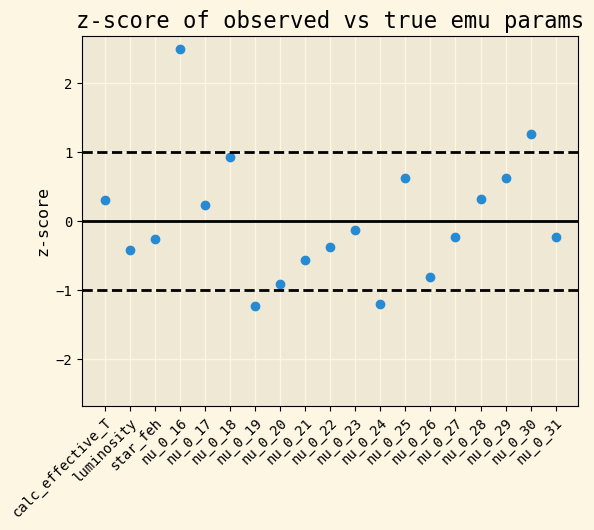 z-score of observed vs true emu params
z-score
2
1
0
−1
−2
calc_effective_T
luminosity
star_feh
nu_0_16
nu_0_17
nu_0_18
nu_0_19
nu_0_20
nu_0_21
nu_0_22
nu_0_23
nu_0_24
nu_0_25
nu_0_26
nu_0_27
nu_0_28
nu_0_29
nu_0_30
nu_0_31